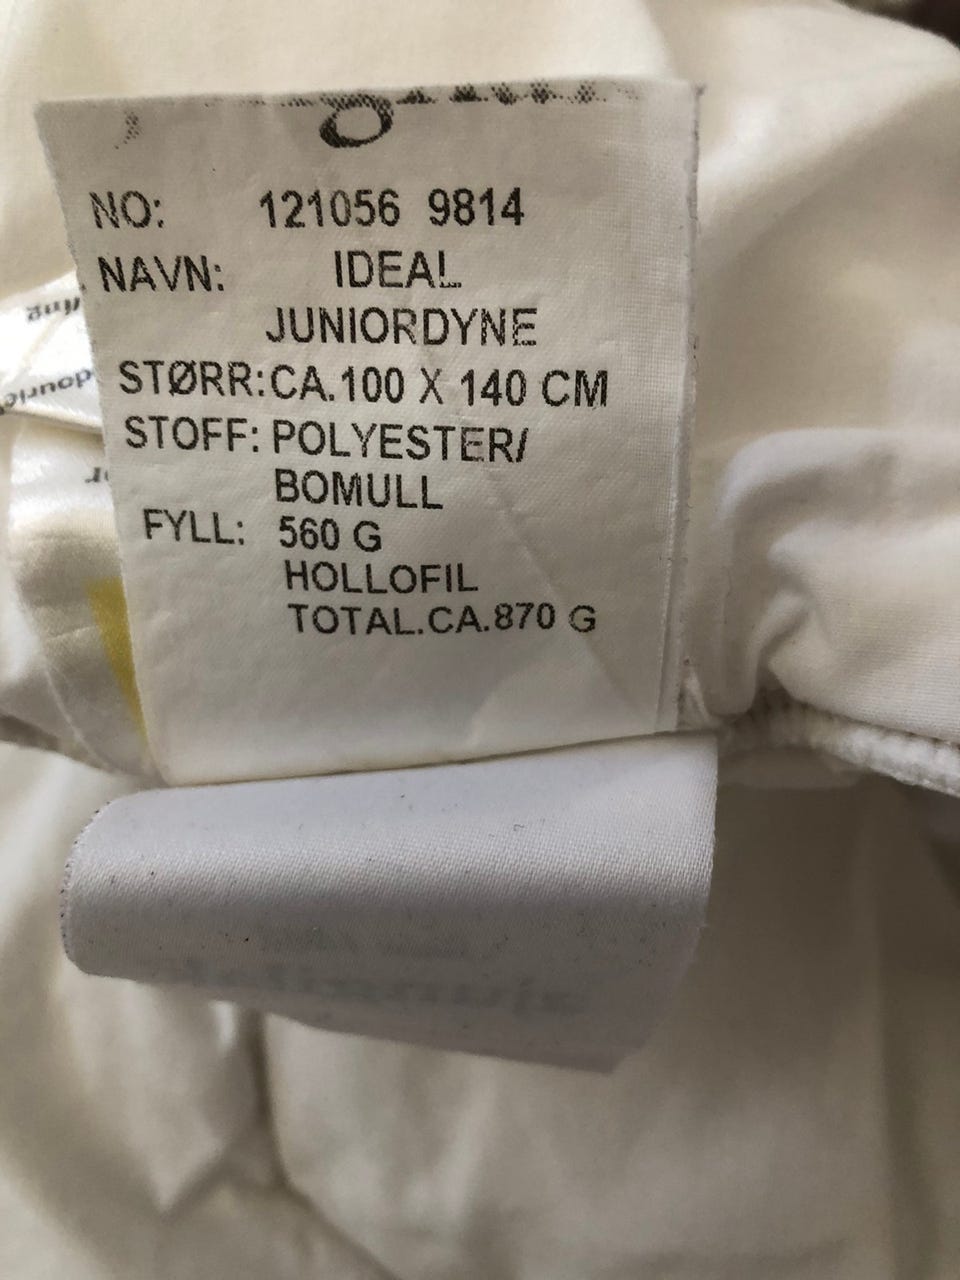 NO: 121056 9814
NAVN: IDEAL
JUNIORDYNE
STØRR: CA.100 X 140 CM
STOFF: POLYESTER/
BOMULL
FYLL: 560 G
HOLLOFIL
TOTAL.CA.870 G